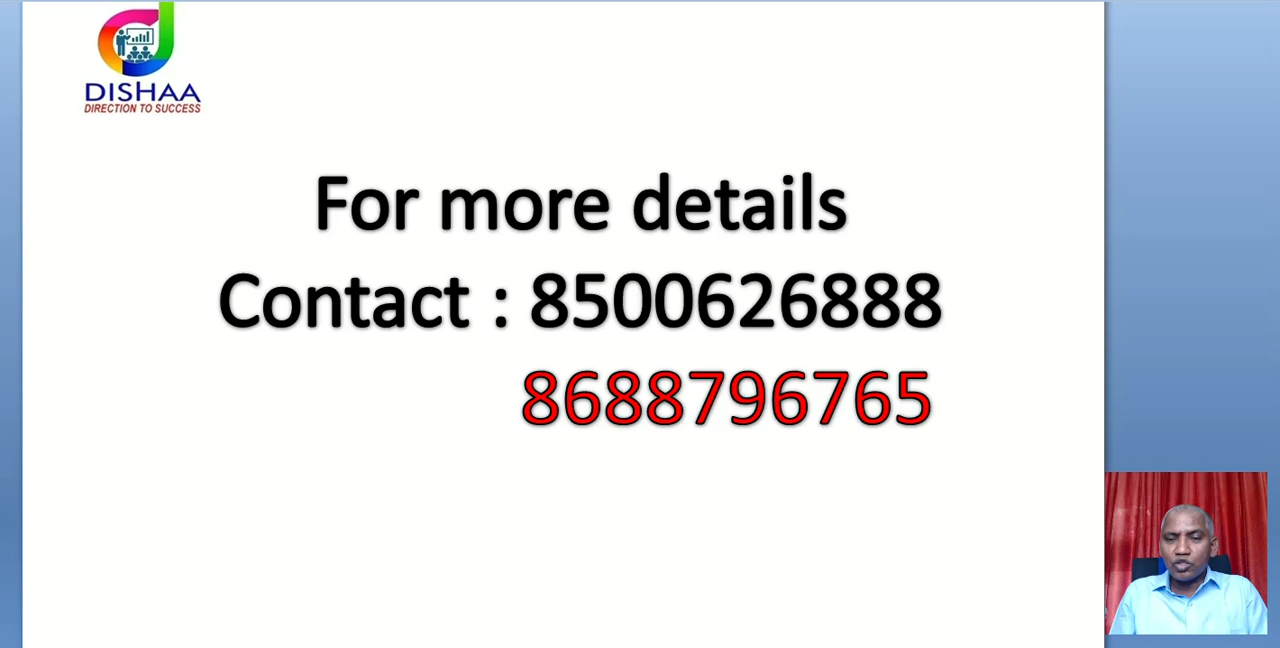 DISHAA
DIRECTION TO SUCCESS
For more details
Contact : 8500626888
8688796765